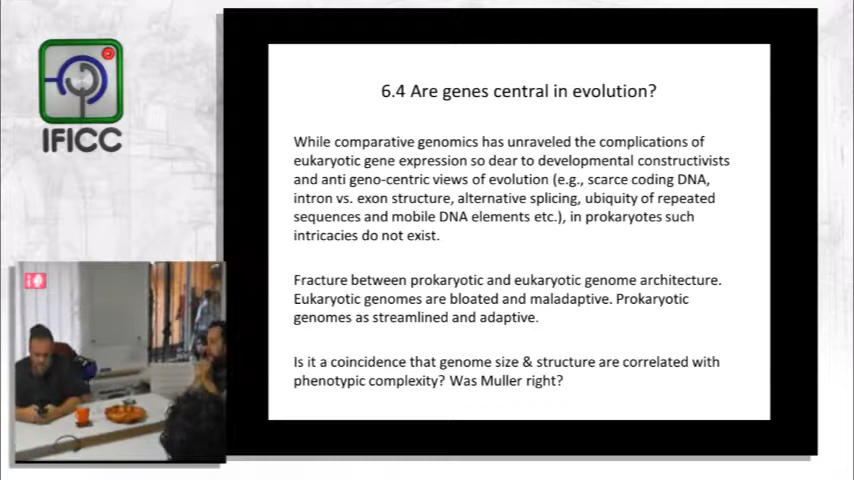 IFICC
6.4 Are genes central in evolution?
While comparative genomics has unraveled the complications of
eukaryotic gene expression so dear to developmental constructivists
and anti geno-centric views of evolution (e.g., scarce coding DNA,
intron vs. exon structure, alternative splicing, ubiquity of repeated
sequences and mobile DNA elements etc.), in prokaryotes such
intricacies do not exist.
Fracture between prokaryotic and eukaryotic genome architecture.
Eukaryotic genomes are bloated and maladaptive. Prokaryotic
genomes as streamlined and adaptive.
Is it a coincidence that genome size & structure are correlated with
phenotypic complexity? Was Muller right?